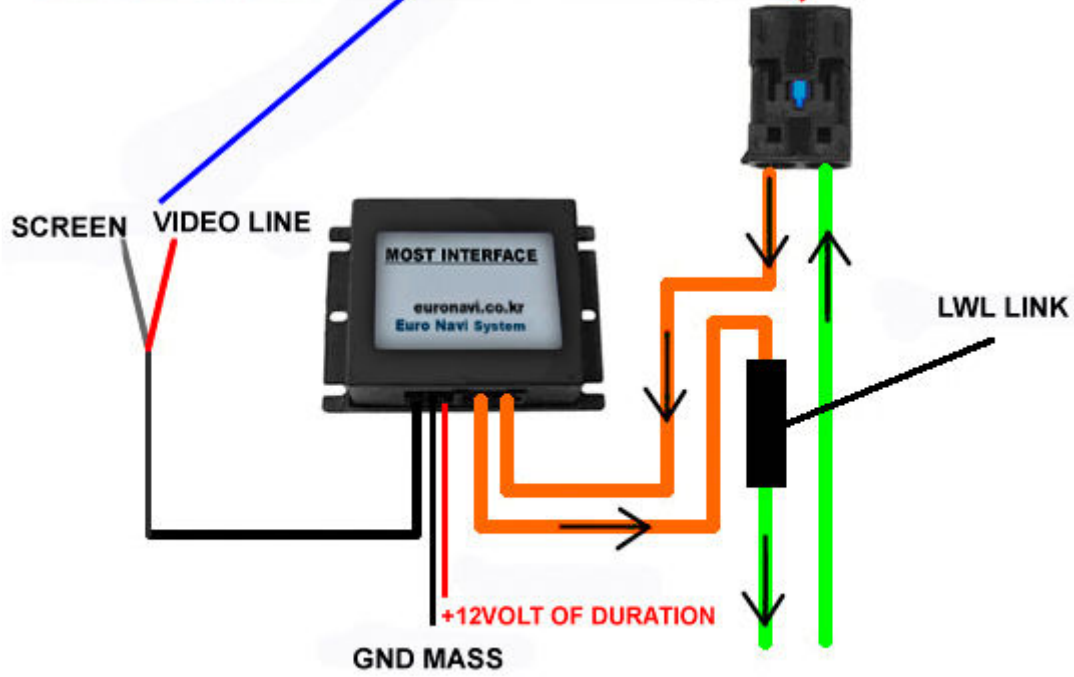 SCREEN
VIDEO LINE
MOST INTERFACE
euronavi.co.kr
Euro Navi System
LWL LINK
+12VOLT OF DURATION
GND MASS